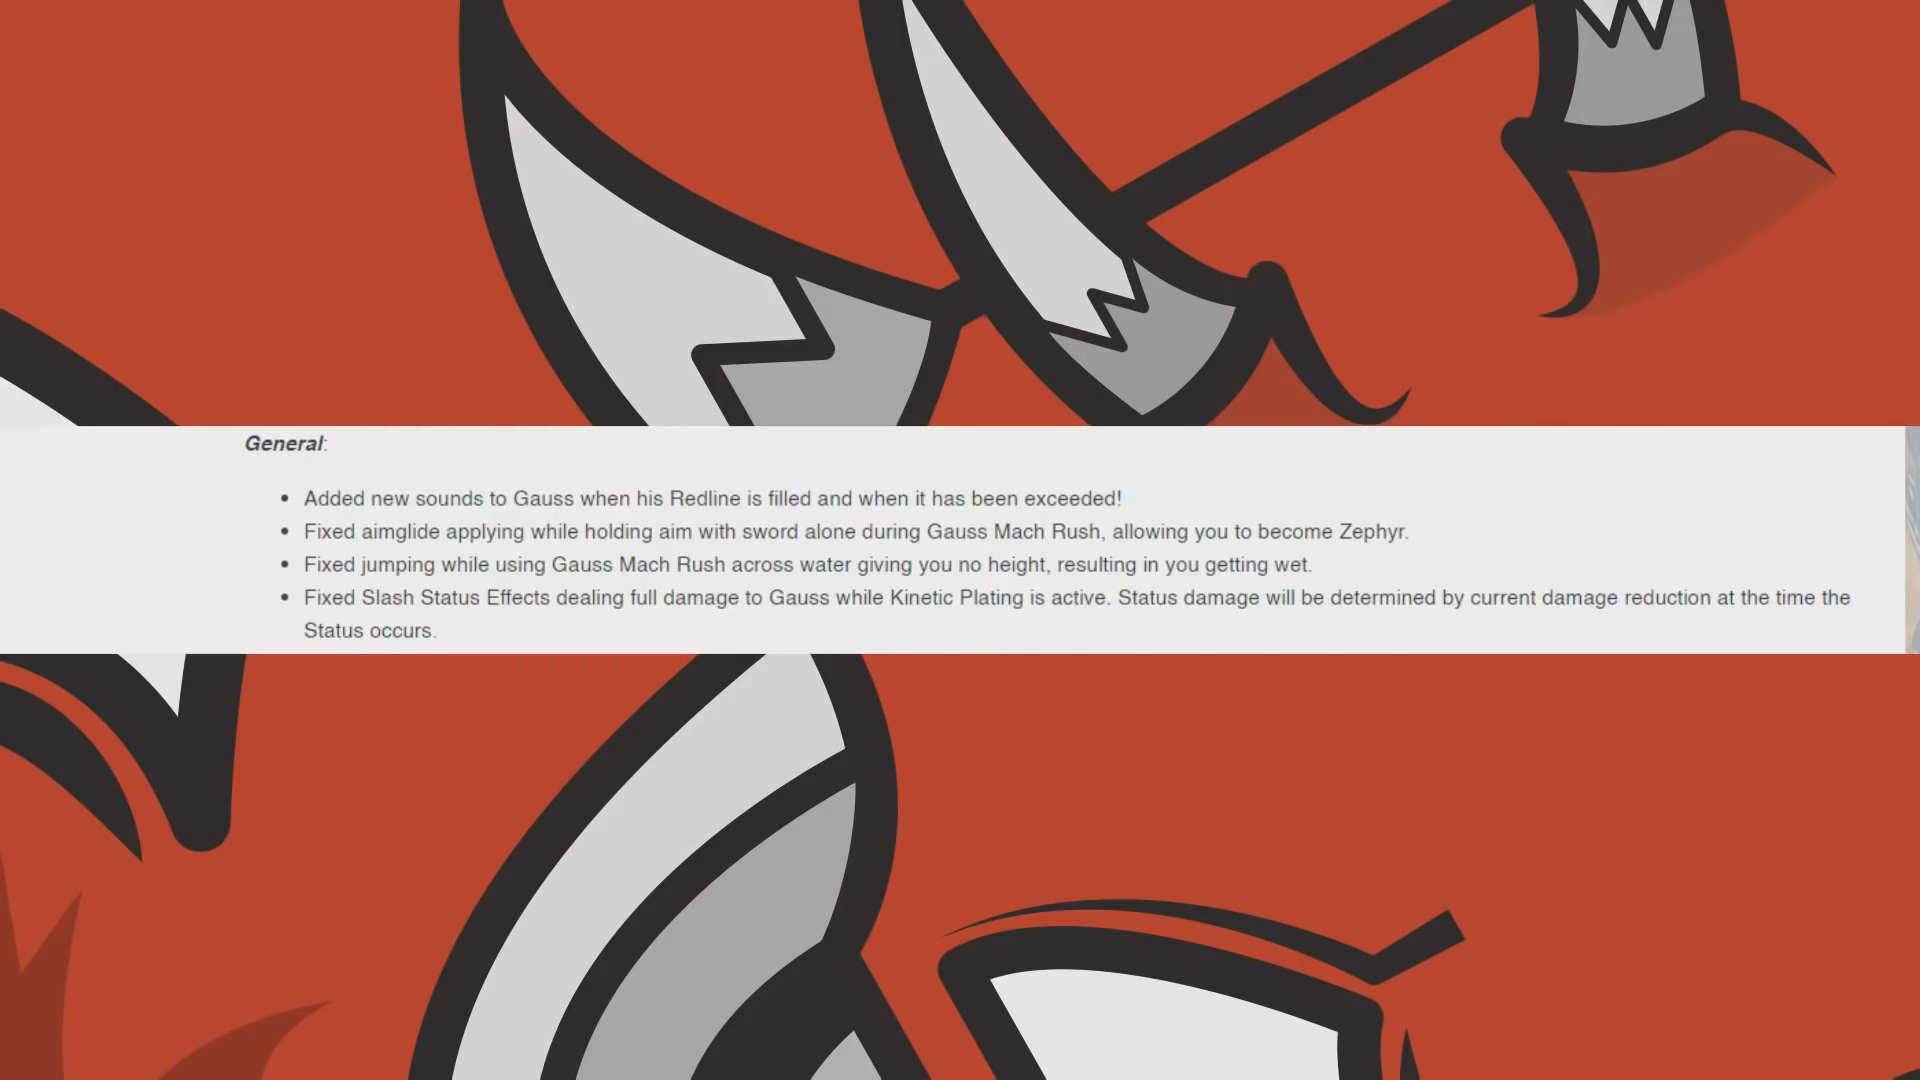 General:
• Added new sounds to Gauss when his Redline is filled and when it has been exceeded!
• Fixed aimglide applying while holding aim with sword alone during Gauss Mach Rush, allowing you to become Zephyr.
• Fixed jumping while using Gauss Mach Rush across water giving you no height, resulting in you getting wet.
• Fixed Slash Status Effects dealing full damage to Gauss while Kinetic Plating is active. Status damage will be determined by current damage reduction at the time the
Status occurs.